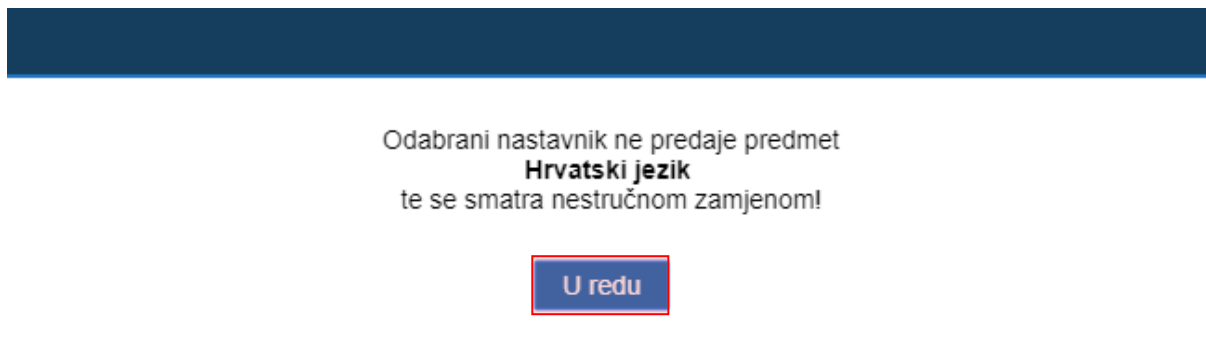 Odabrani nastavnik ne predaje predmet
Hrvatski jezik
te se smatra nestručnom zamjenom!
U redu